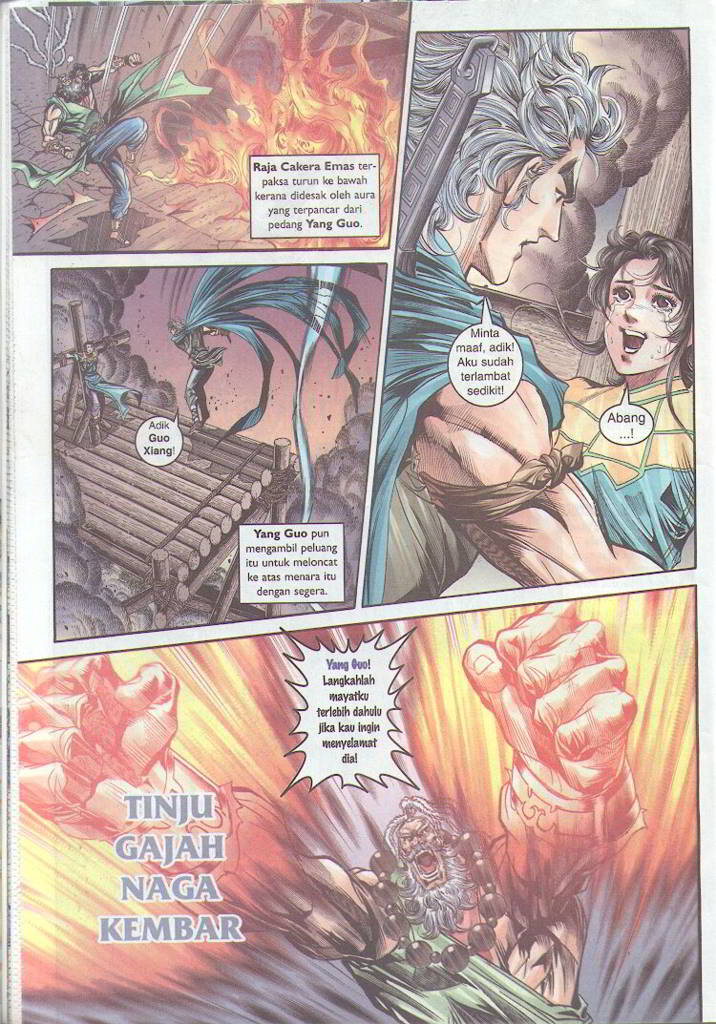 Raja Cakera Emas ter-
paksa turun ke bawah
kerana didesak oleh aura
yang terpancar dari
pedang Yang Guo.
Minta
maaf, adik!
Aku sudah
terlambat
sedikit!
Abang
...!
Adik
Guo
Xiang!
Yang Guo pun
mengambil peluang
itu untuk meloncat
ke atas menara itu
dengan segera.
Yang Guo!
Langkahlah
mayatku
terlebih dahulu
jika kau ingin
menyelamat
dia!
TINJU
GAJAH
NAGA
KEMBAR